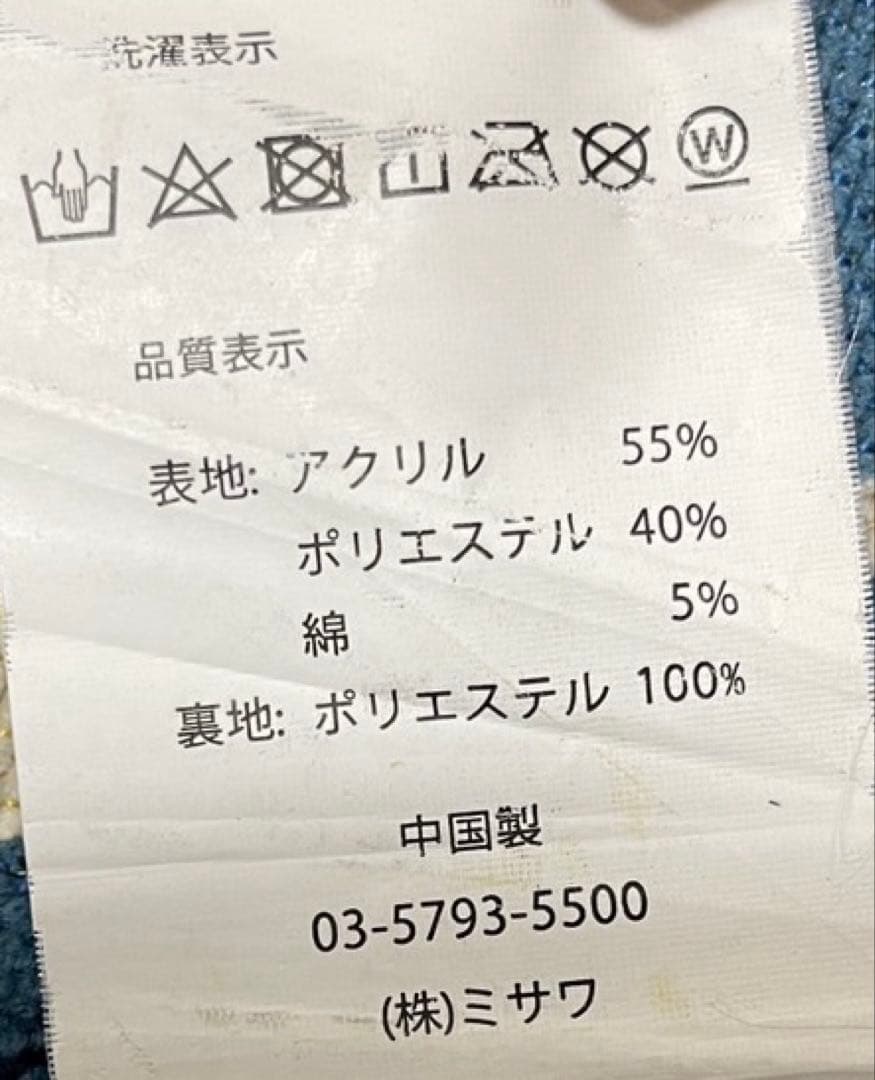 洗濯表示
W
品質表示
表地: アクリル 55%
ポリエステル 40%
綿 5%
裏地: ポリエステル 100%
中国製
03-5793-5500
(株)ミサワ